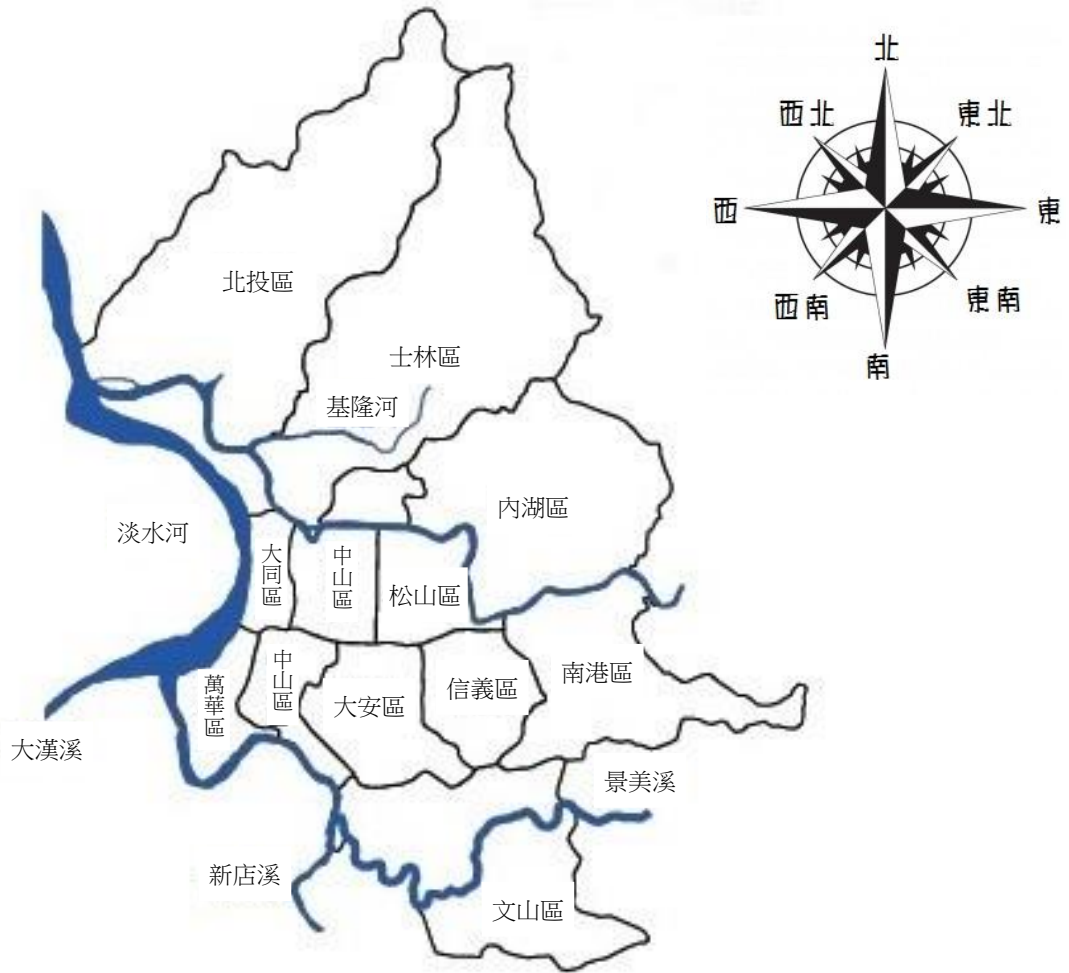 北
西北
東北
西
東
西南
東南
南
北投區
士林區
基隆河
內湖區
淡水河
大同區
中山區
松山區
中山區
萬華區
大安區
信義區
南港區
大漢溪
景美溪
新店溪
文山區